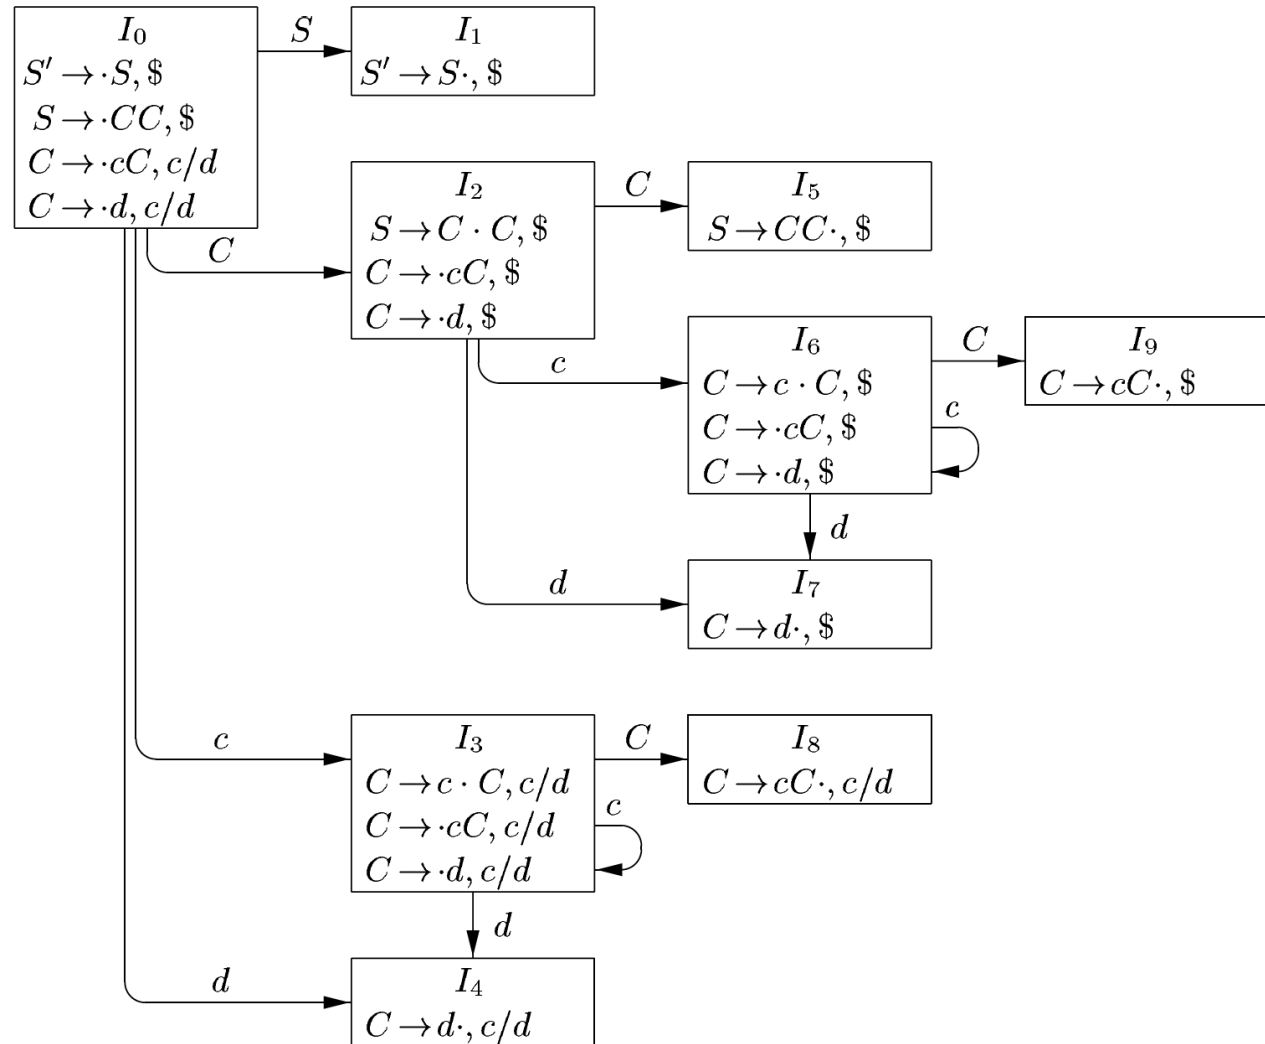 I₀
S′ → ·S, $
S → ·CC, $
C → ·cC, c/d
C → ·d, c/d
S
I₁
S′ → S·, $
C
I₂
S → C · C, $
C → ·cC, $
C → ·d, $
C
I₅
S → CC·, $
c
I₆
C → c · C, $
C → ·cC, $
C → ·d, $
C
I₉
C → cC·, $
c
d
d
I₇
C → d·, $
c
I₃
C → c · C, c/d
C → ·cC, c/d
C → ·d, c/d
C
I₈
C → cC·, c/d
c
d
d
I₄
C → d·, c/d